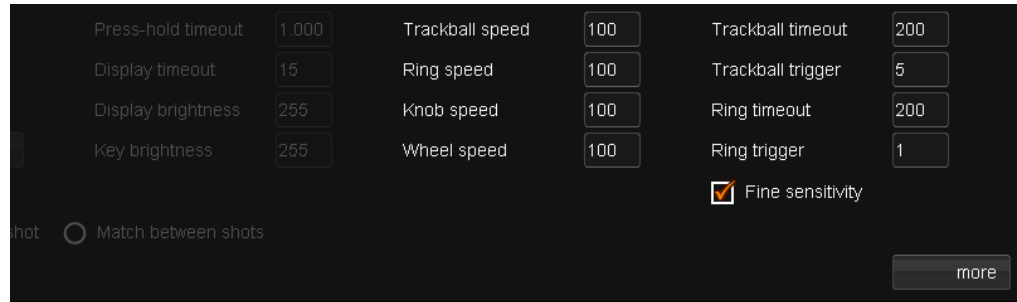 Press-hold timeout 1.000 Trackball speed 100 Trackball timeout 200
Display timeout 15 Ring speed 100 Trackball trigger 5
Display brightness 255 Knob speed 100 Ring timeout 200
Key brightness 255 Wheel speed 100 Ring trigger 1
Fine sensitivity
shot Match between shots
more